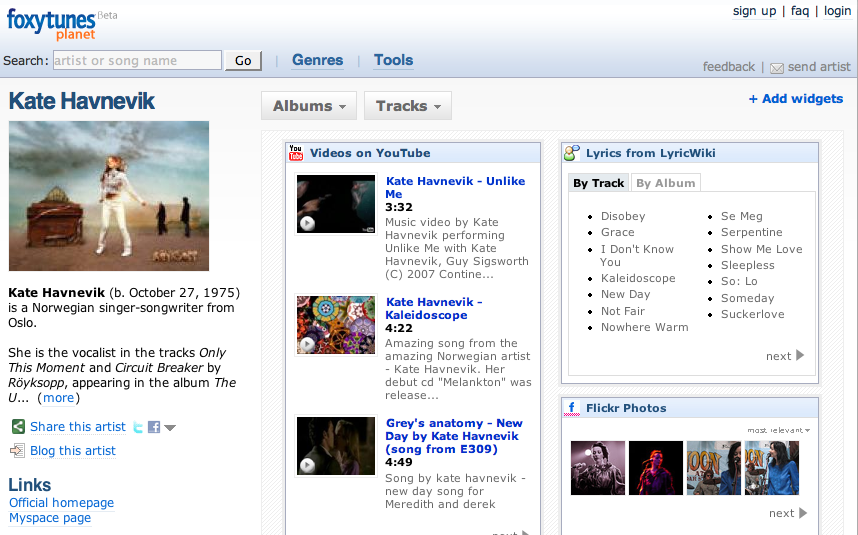 foxytunes Beta
planet
sign up | faq | login
Search: artist or song name Go | Genres | Tools
feedback | send artist
Kate Havnevik
Albums Tracks
+ Add widgets
Kate Havnevik (b. October 27, 1975)
is a Norwegian singer-songwriter from
Oslo.
She is the vocalist in the tracks Only
This Moment and Circuit Breaker by
Röyksopp, appearing in the album The
U... (more)
Share this artist
Blog this artist
Links
Official homepage
Myspace page
You Tube
Videos on YouTube
Kate Havnevik - Unlike
Me
3:32
Music video by Kate
Havnevik performing
Unlike Me with Kate
Havnevik, Guy Sigsworth
(C) 2007 Contine...
Kate Havnevik -
Kaleidoscope
4:22
Amazing song from the
amazing Norwegian artist
- Kate Havnevik. Her
debut cd "Melankton" was
release...
Grey's anatomy - New
Day by Kate Havnevik
(song from E309)
4:49
Song by kate havnevik -
new day song for
Meredith and derek
next
Lyrics from LyricWiki
By Track By Album
Disobey
Grace
I Don't Know
You
Kaleidoscope
New Day
Not Fair
Nowhere Warm
Se Meg
Serpentine
Show Me Love
Sleepless
So: Lo
Someday
Suckerlove
next
Flickr Photos
most relevant
next